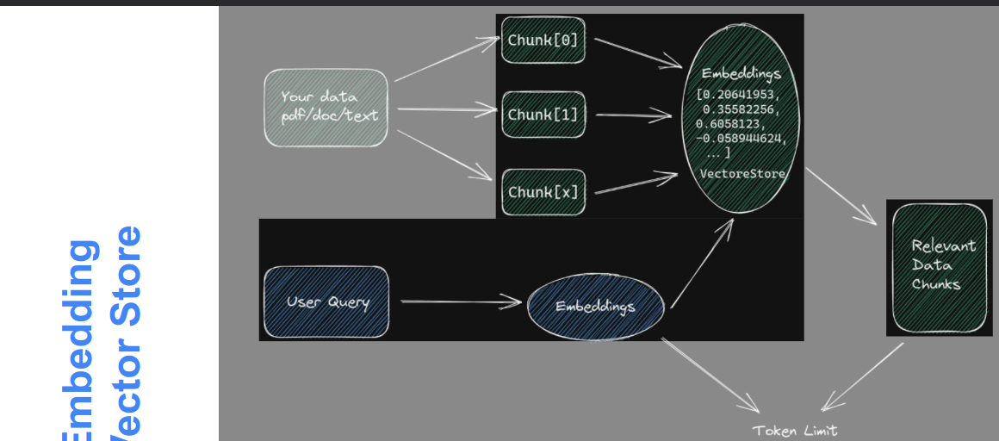 Embedding
Vector Store
Your data
pdf/doc/text
Chunk[0]
Chunk[1]
Chunk[x]
Embeddings
[0.20641953,
0.35582256,
0.6058123,
-0.058944624,
...]
VectoreStore
User Query
Embeddings
Relevant
Data
Chunks
Token Limit